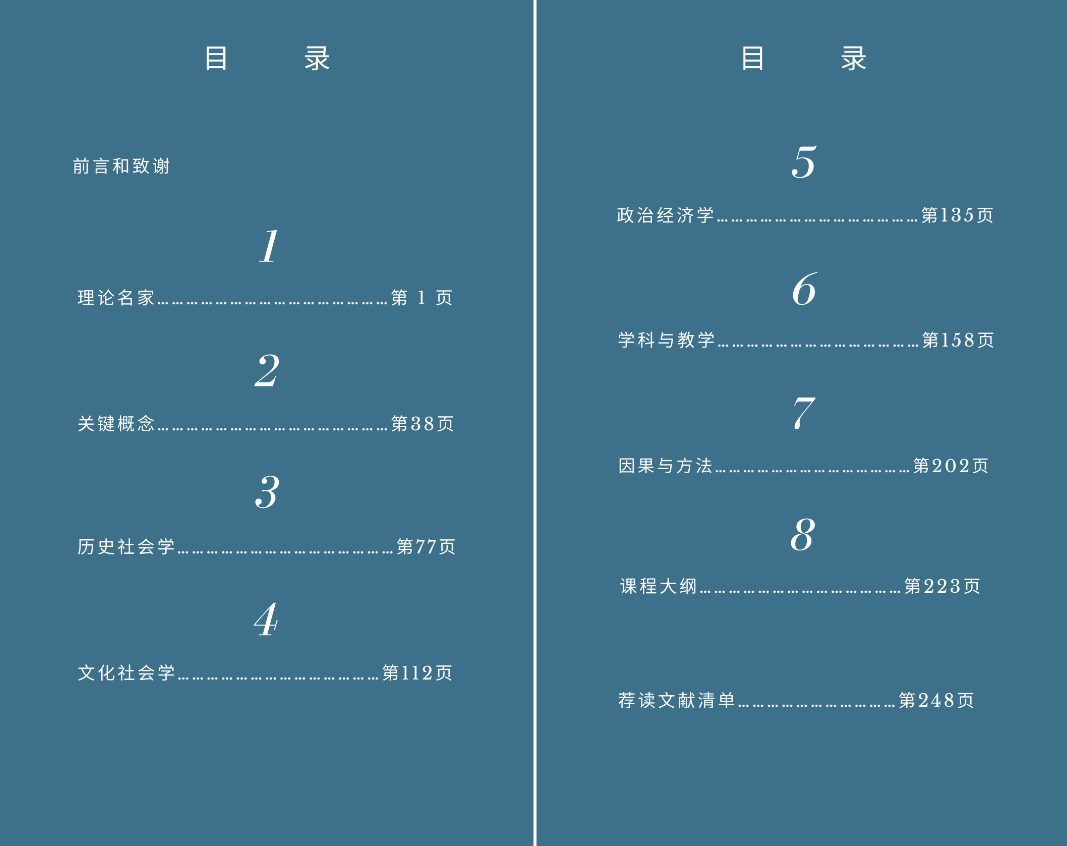 目 录
前言和致谢
1
理论名家………………………………………第 1 页
2
关键概念………………………………………第38页
3
历史社会学……………………………………第77页
4
文化社会学…………………………………第112页
目 录
5
政治经济学…………………………………第135页
6
学科与教学…………………………………第158页
7
因果与方法…………………………………第202页
8
课程大纲…………………………………第223页
荐读文献清单…………………………第248页